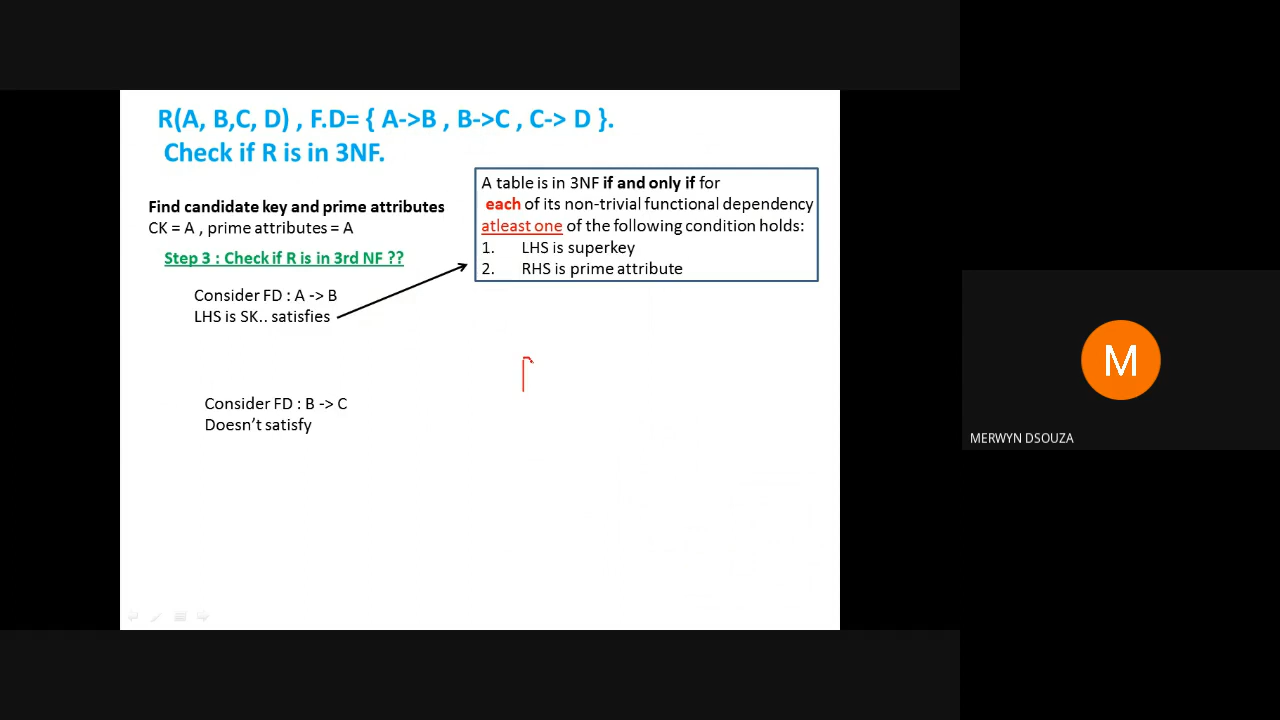 R(A, B,C, D) , F.D= { A->B , B->C , C-> D }.
Check if R is in 3NF.
Find candidate key and prime attributes
CK = A , prime attributes = A
Step 3 : Check if R is in 3rd NF ??
Consider FD : A -> B
LHS is SK.. satisfies
A table is in 3NF if and only if for
each of its non-trivial functional dependency
atleast one of the following condition holds:
1. LHS is superkey
2. RHS is prime attribute
Consider FD : B -> C
Doesn't satisfy
M
MERWYN DSOUZA